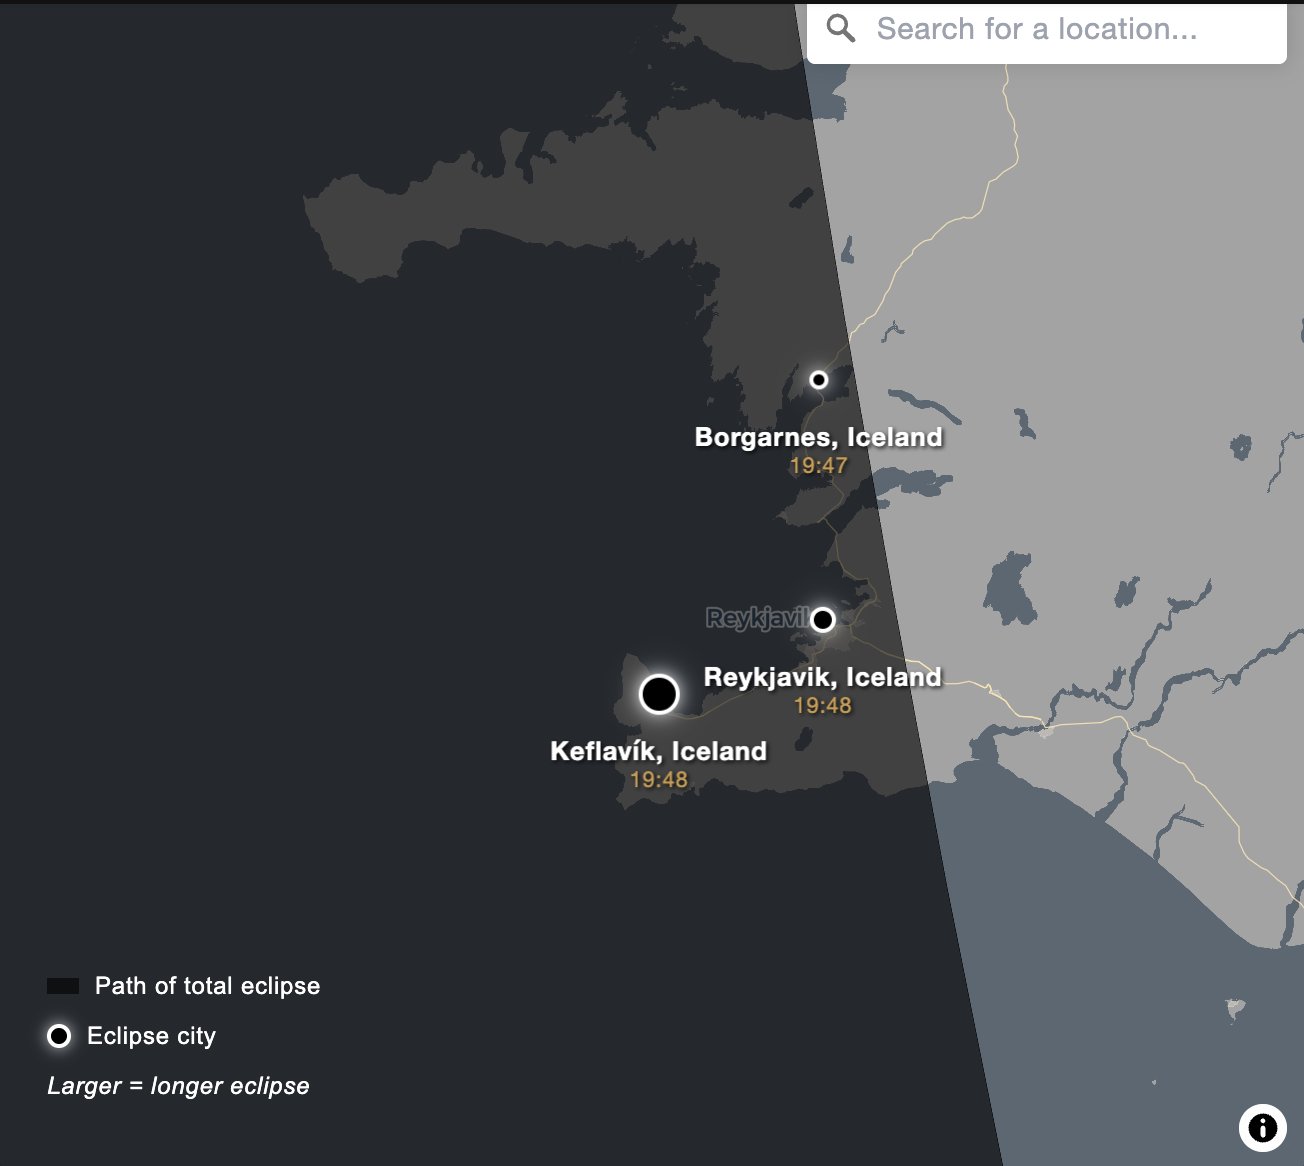 Search for a location...
Borgarnes, Iceland
19:47
Reykjavik
Reykjavik, Iceland
19:48
Keflavík, Iceland
19:48
Path of total eclipse
Eclipse city
Larger = longer eclipse